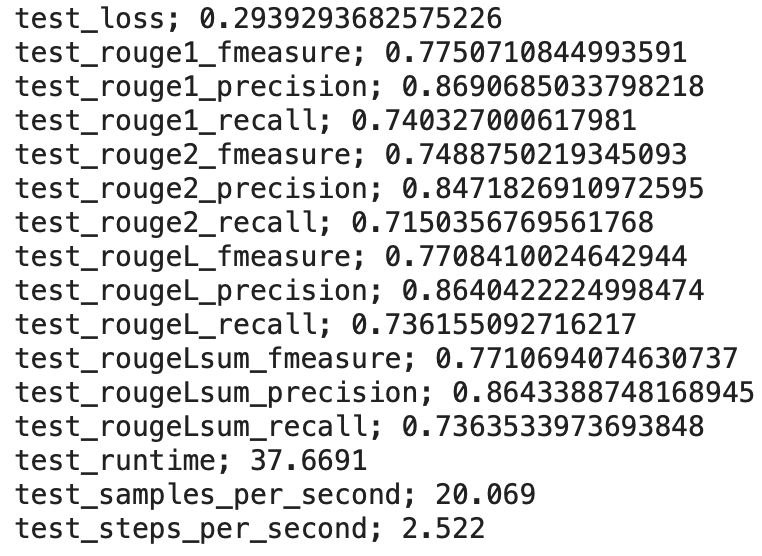 test_loss; 0.2939293682575226
test_rouge1_fmeasure; 0.7750710844993591
test_rouge1_precision; 0.8690685033798218
test_rouge1_recall; 0.740327000617981
test_rouge2_fmeasure; 0.7488750219345093
test_rouge2_precision; 0.8471826910972595
test_rouge2_recall; 0.7150356769561768
test_rougeL_fmeasure; 0.7708410024642944
test_rougeL_precision; 0.8640422224998474
test_rougeL_recall; 0.736155092716217
test_rougeLsum_fmeasure; 0.7710694074630737
test_rougeLsum_precision; 0.8643388748168945
test_rougeLsum_recall; 0.7363533973693848
test_runtime; 37.6691
test_samples_per_second; 20.069
test_steps_per_second; 2.522